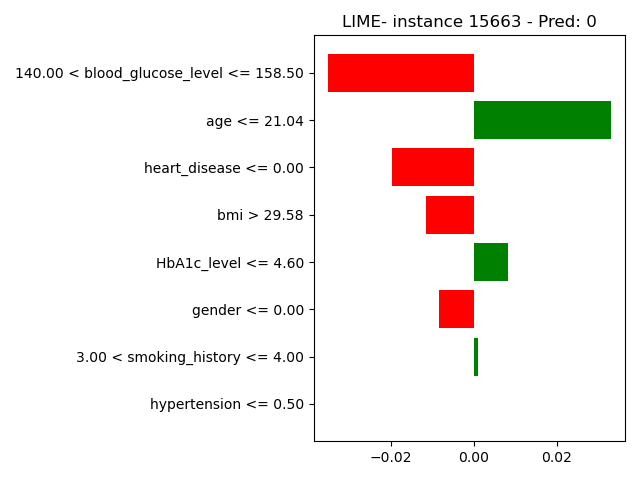 LIME- instance 15663 - Pred: 0
140.00 < blood_glucose_level <= 158.50
age <= 21.04
heart_disease <= 0.00
bmi > 29.58
HbA1c_level <= 4.60
gender <= 0.00
3.00 < smoking_history <= 4.00
hypertension <= 0.50
−0.02 0.00 0.02